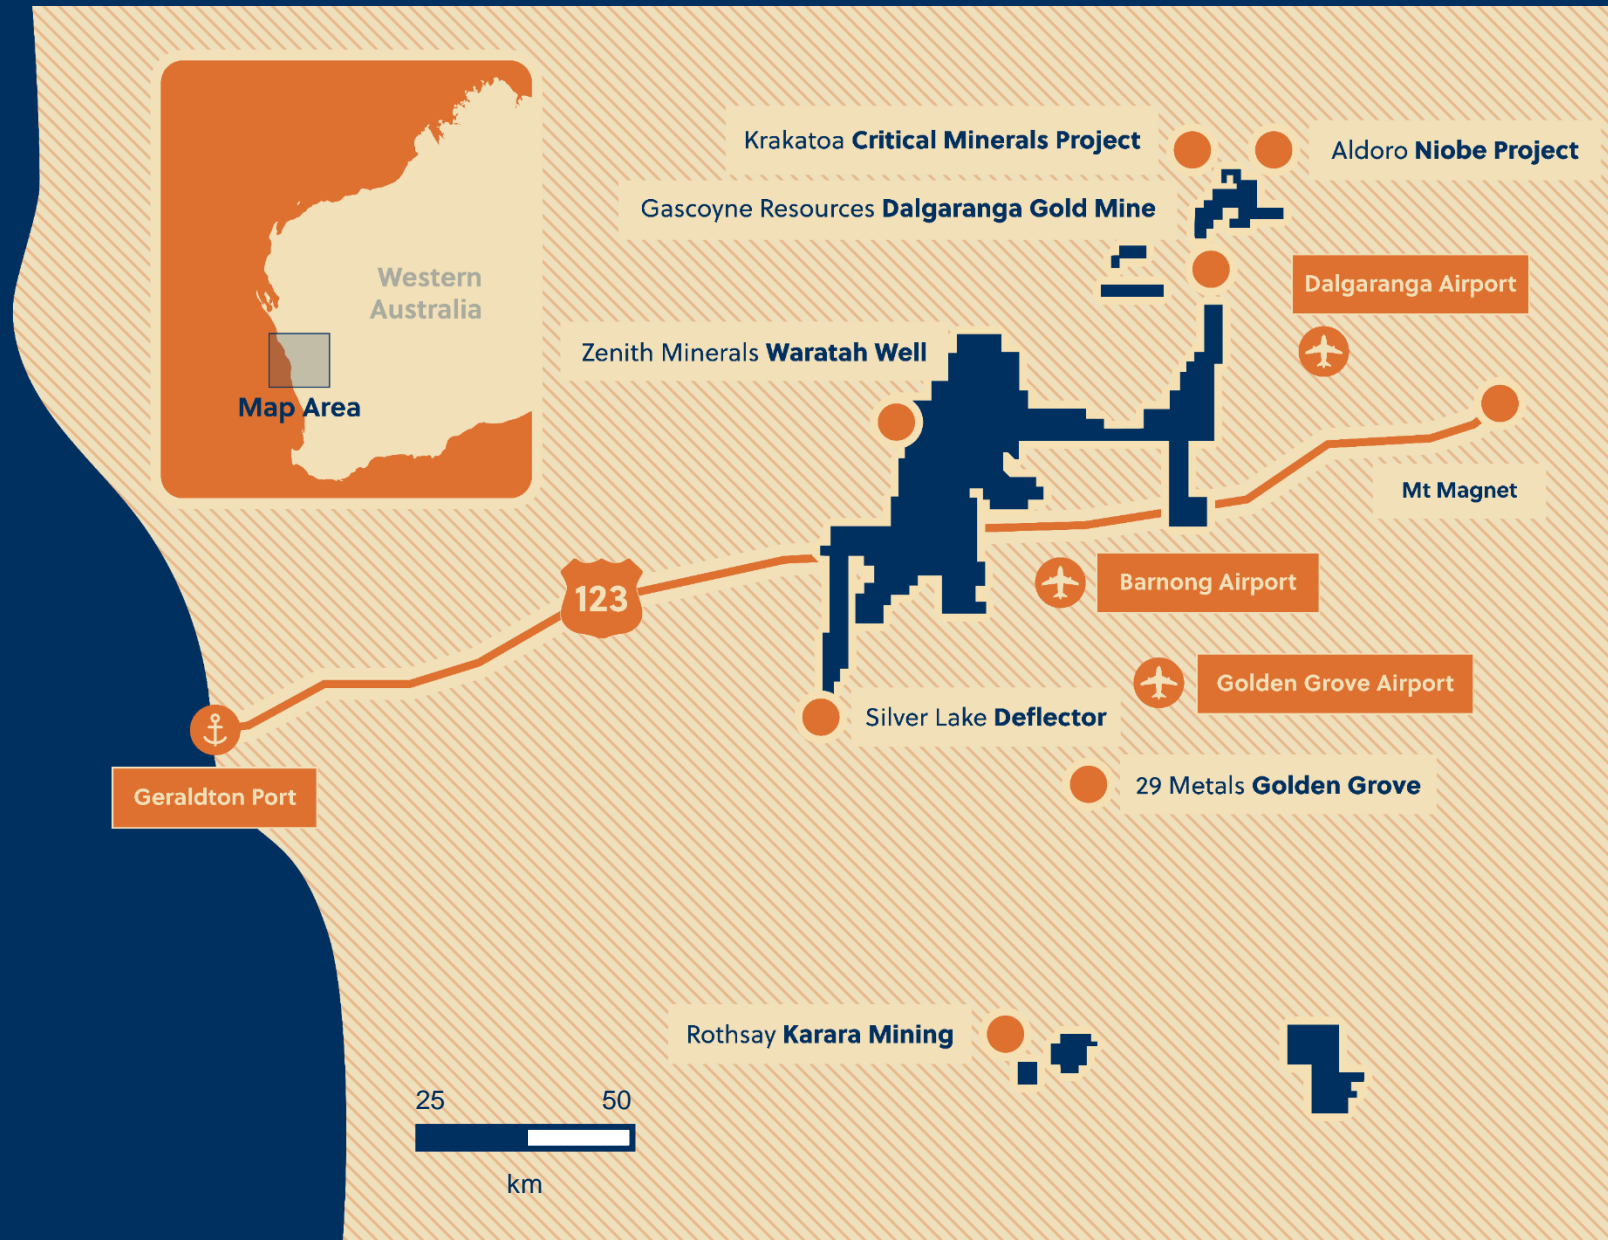 Krakatoa Critical Minerals Project
Aldoro Niobe Project
Gascoyne Resources Dalgaranga Gold Mine
Western
Australia
Dalgaranga Airport
Zenith Minerals Waratah Well
Map Area
Mt Magnet
Barnong Airport
123
Golden Grove Airport
Silver Lake Deflector
29 Metals Golden Grove
Geraldton Port
Rothsay Karara Mining
25 50
km